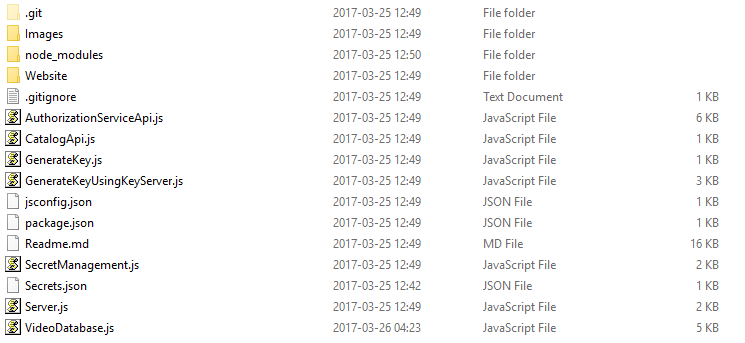 .git 2017-03-25 12:49 File folder
Images 2017-03-25 12:49 File folder
node_modules 2017-03-25 12:50 File folder
Website 2017-03-25 12:49 File folder
.gitignore 2017-03-25 12:49 Text Document 1 KB
AuthorizationServiceApi.js 2017-03-25 12:49 JavaScript File 6 KB
CatalogApi.js 2017-03-25 12:49 JavaScript File 1 KB
GenerateKey.js 2017-03-25 12:49 JavaScript File 1 KB
GenerateKeyUsingKeyServer.js 2017-03-25 12:49 JavaScript File 3 KB
jsconfig.json 2017-03-25 12:49 JSON File 1 KB
package.json 2017-03-25 12:49 JSON File 1 KB
Readme.md 2017-03-25 12:49 MD File 16 KB
SecretManagement.js 2017-03-25 12:49 JavaScript File 2 KB
Secrets.json 2017-03-25 12:42 JSON File 1 KB
Server.js 2017-03-25 12:49 JavaScript File 2 KB
VideoDatabase.js 2017-03-26 04:23 JavaScript File 5 KB